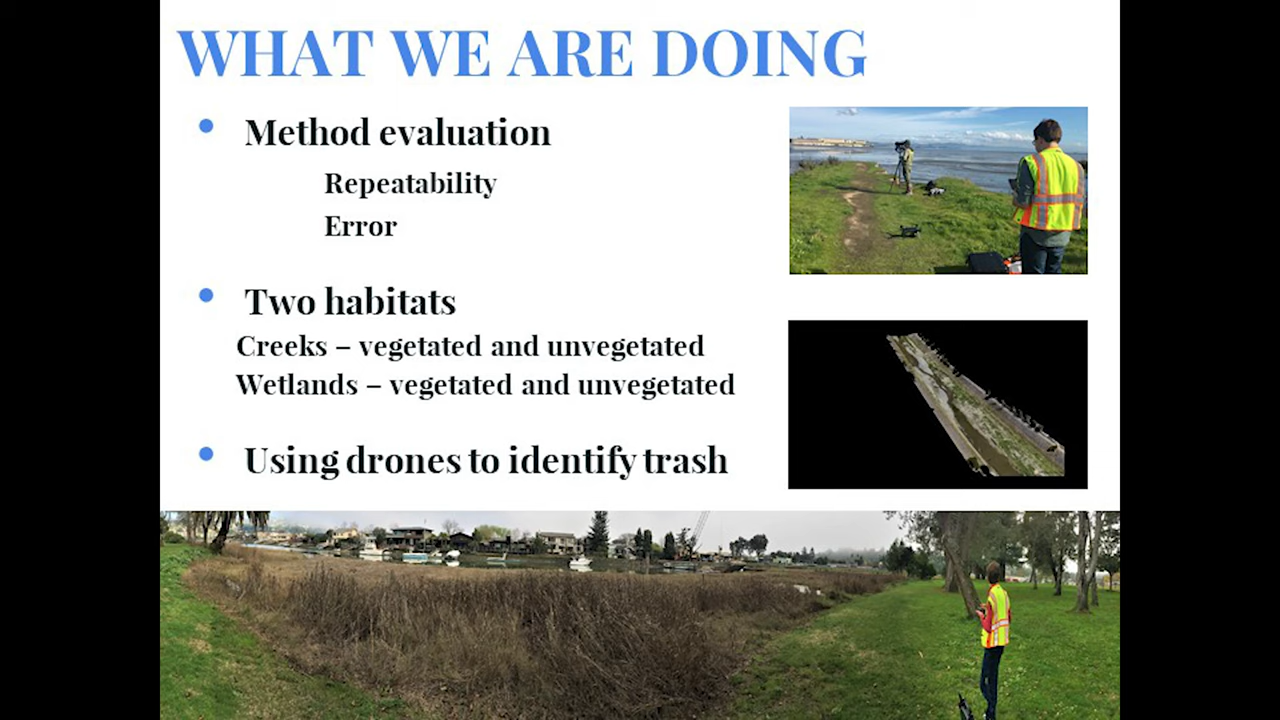 WHAT WE ARE DOING
Method evaluation
Repeatability
Error
Two habitats
Creeks – vegetated and unvegetated
Wetlands – vegetated and unvegetated
Using drones to identify trash